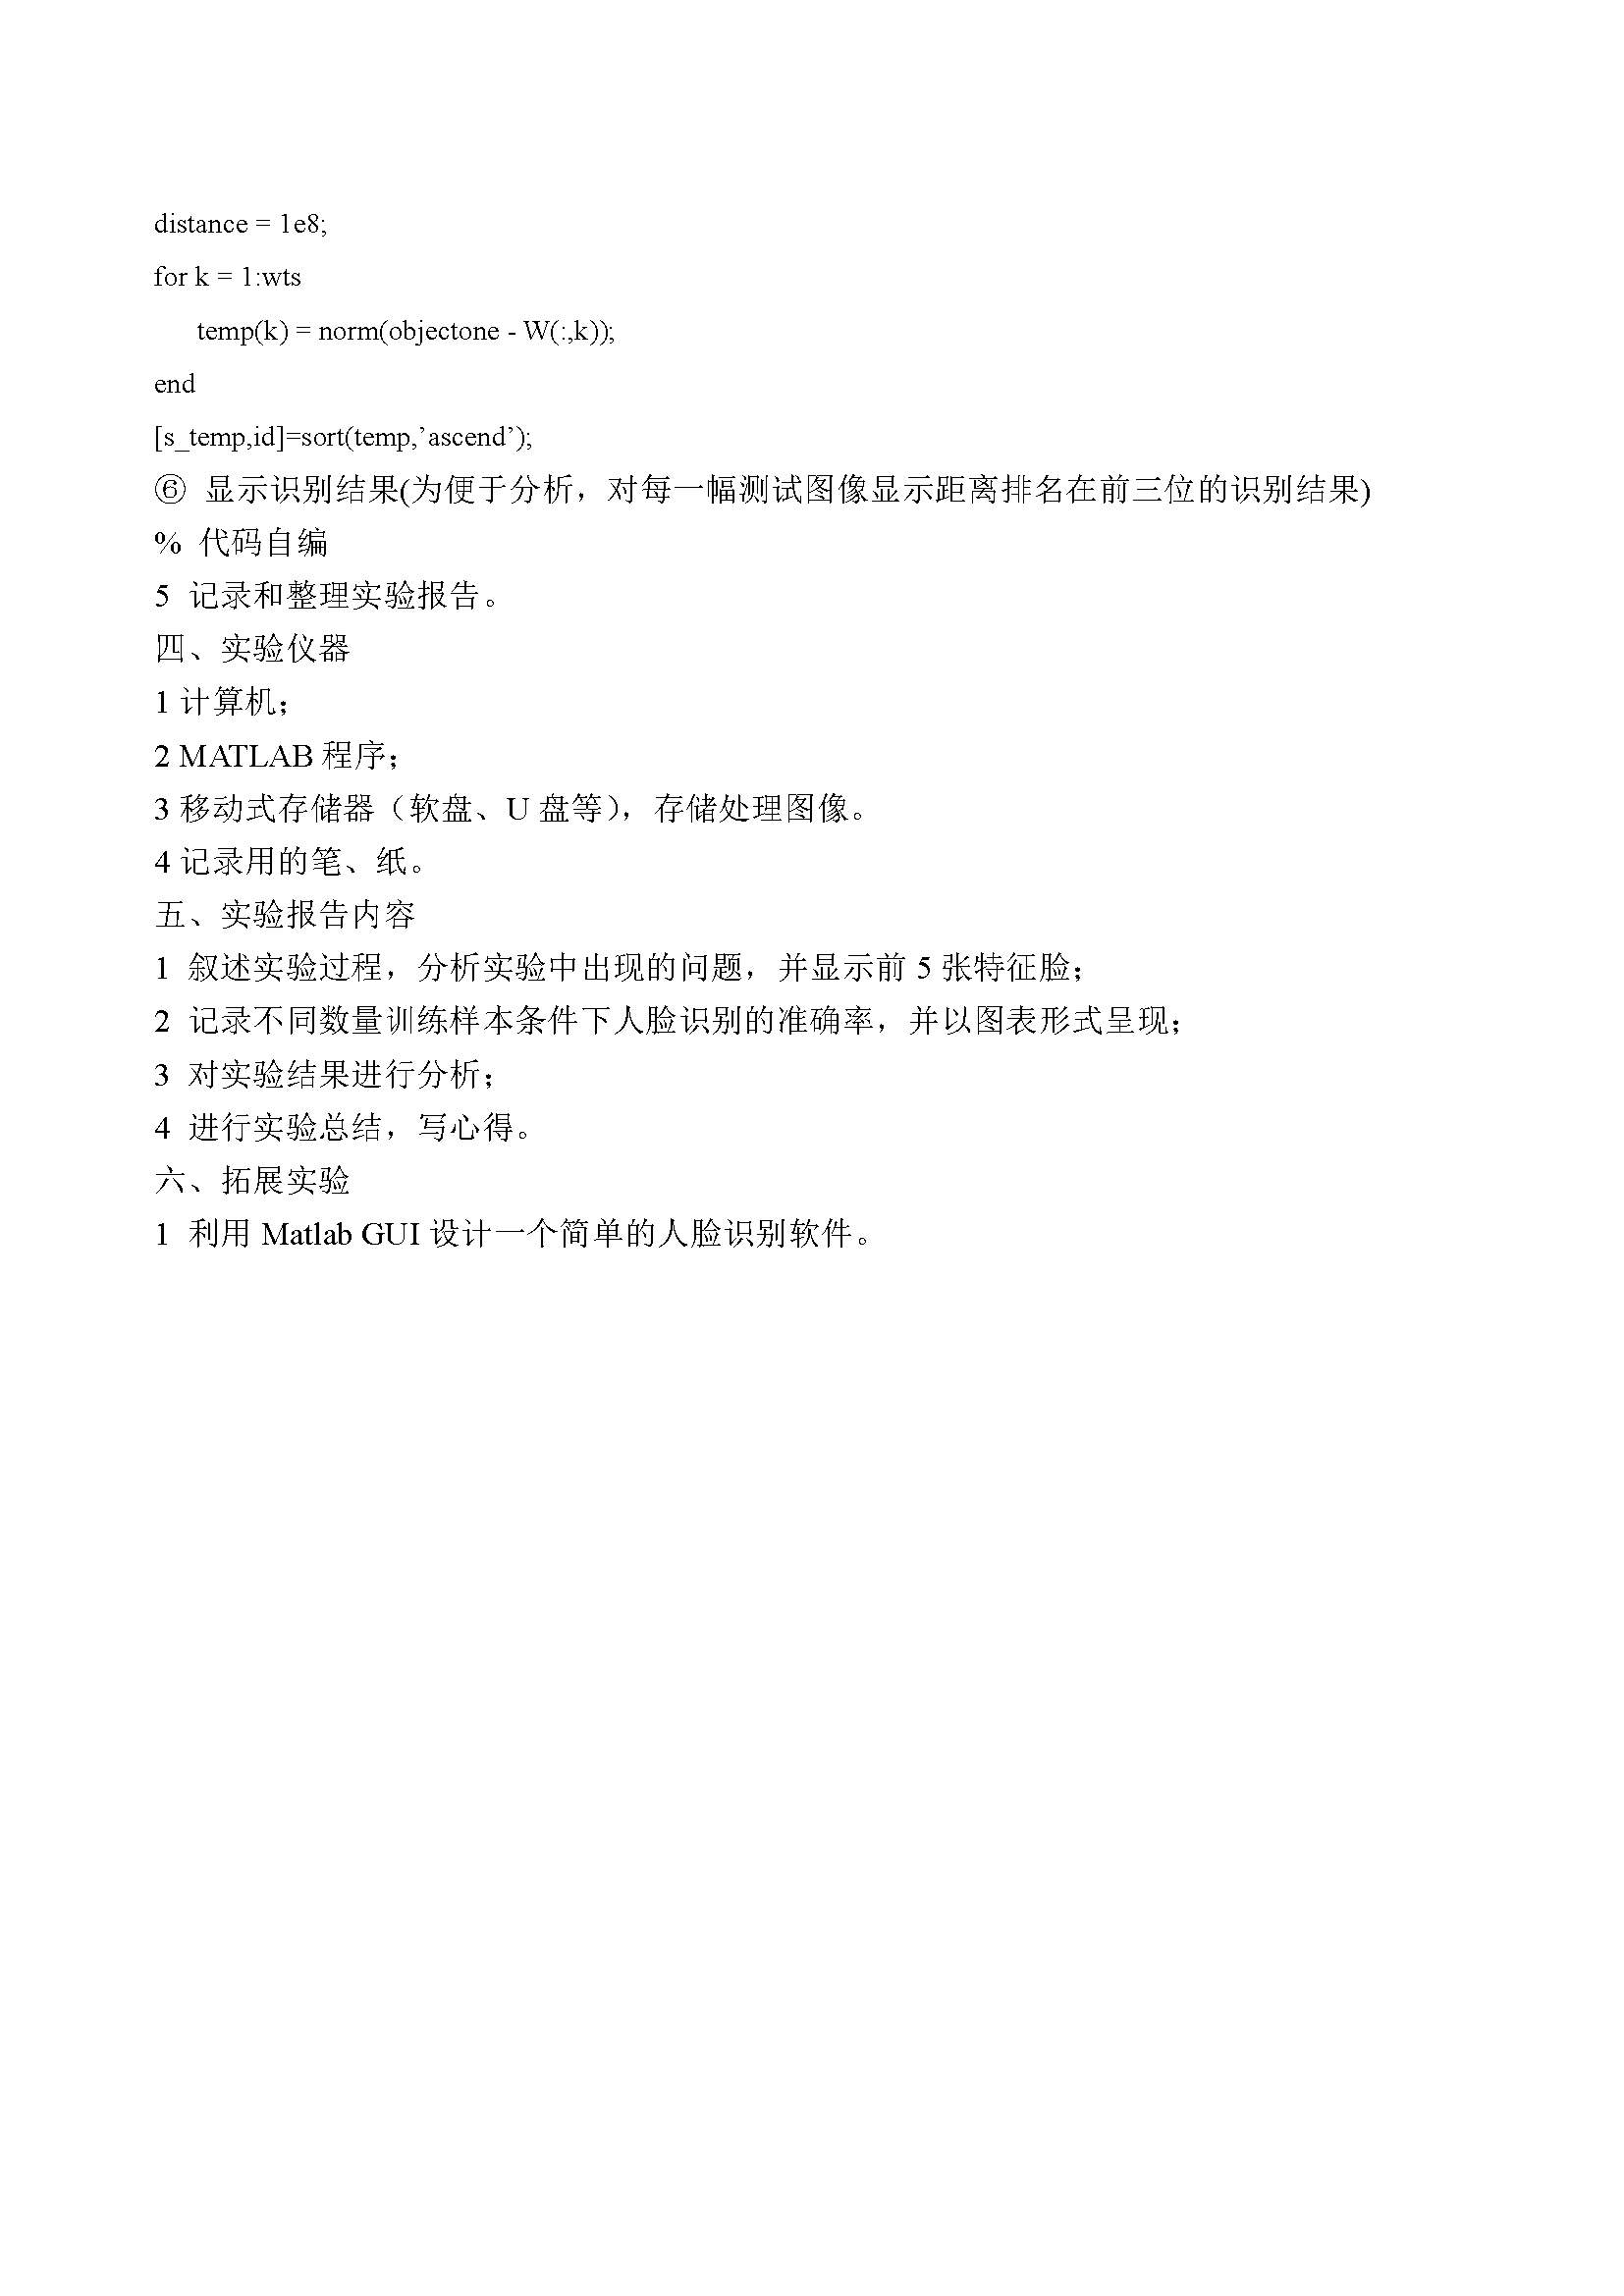 distance = 1e8;
for k = 1:wts
temp(k) = norm(objectone - W(:,k));
end
[s_temp,id]=sort(temp,’ascend’);
⑥ 显示识别结果(为便于分析，对每一幅测试图像显示距离排名在前三位的识别结果)
% 代码自编
5 记录和整理实验报告。
四、实验仪器
1 计算机；
2 MATLAB 程序；
3 移动式存储器（软盘、U 盘等），存储处理图像。
4 记录用的笔、纸。
五、实验报告内容
1 叙述实验过程，分析实验中出现的问题，并显示前 5 张特征脸；
2 记录不同数量训练样本条件下人脸识别的准确率，并以图表形式呈现；
3 对实验结果进行分析；
4 进行实验总结，写心得。
六、拓展实验
1 利用 Matlab GUI 设计一个简单的人脸识别软件。